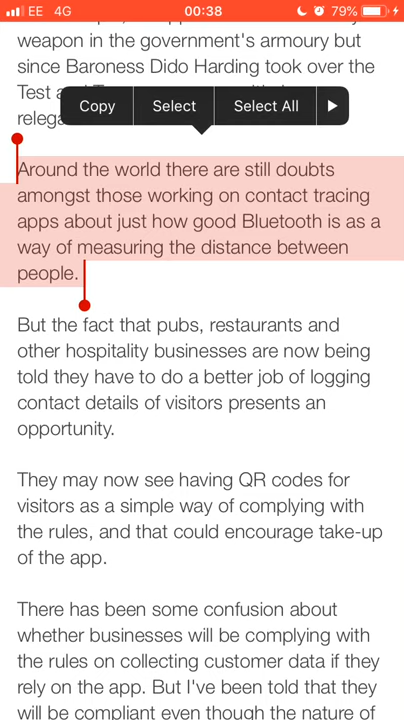 EE 4G 00:38 79%
weapon in the government's armoury but
since Baroness Dido Harding took over the
Test
Copy Select Select All
Around the world there are still doubts
amongst those working on contact tracing
apps about just how good Bluetooth is as a
way of measuring the distance between
people.
But the fact that pubs, restaurants and
other hospitality businesses are now being
told they have to do a better job of logging
contact details of visitors presents an
opportunity.
They may now see having QR codes for
visitors as a simple way of complying with
the rules, and that could encourage take-up
of the app.
There has been some confusion about
whether businesses will be complying with
the rules on collecting customer data if they
rely on the app. But I've been told that they
will be compliant even though the nature of